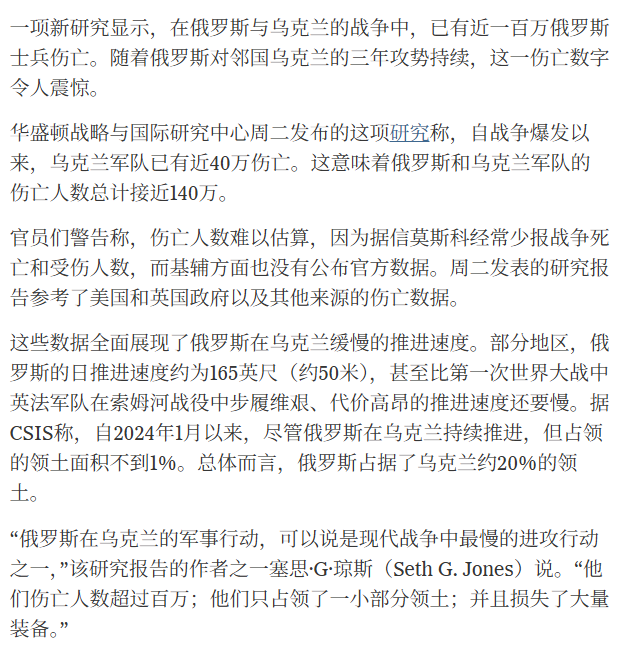 一项新研究显示，在俄罗斯与乌克兰的战争中，已有近一百万俄罗斯
士兵伤亡。随着俄罗斯对邻国乌克兰的三年攻势持续，这一伤亡数字
令人震惊。
华盛顿战略与国际研究中心周二发布的这项研究称，自战争爆发以
来，乌克兰军队已有近40万伤亡。这意味着俄罗斯和乌克兰军队的
伤亡人数总计接近140万。
官员们警告称，伤亡人数难以估算，因为据信莫斯科经常少报战争死
亡和受伤人数，而基辅方面也没有公布官方数据。周二发表的研究报
告参考了美国和英国政府以及其他来源的伤亡数据。
这些数据全面展现了俄罗斯在乌克兰缓慢的推进速度。部分地区，俄
罗斯的日推进速度约为165英尺（约50米），甚至比第一次世界大战中
英法军队在索姆河战役中步履维艰、代价高昂的推进速度还要慢。据
CSIS称，自2024年1月以来，尽管俄罗斯在乌克兰持续推进，但占领
的领土面积不到1%。总体而言，俄罗斯占据了乌克兰约20%的领
土。
“俄罗斯在乌克兰的军事行动，可以说是现代战争中最慢的进攻行动
之一，”该研究报告的作者之一塞思·G·琼斯（Seth G. Jones）说。“他
们伤亡人数超过百万；他们只占领了一小部分领土；并且损失了大量
装备。”